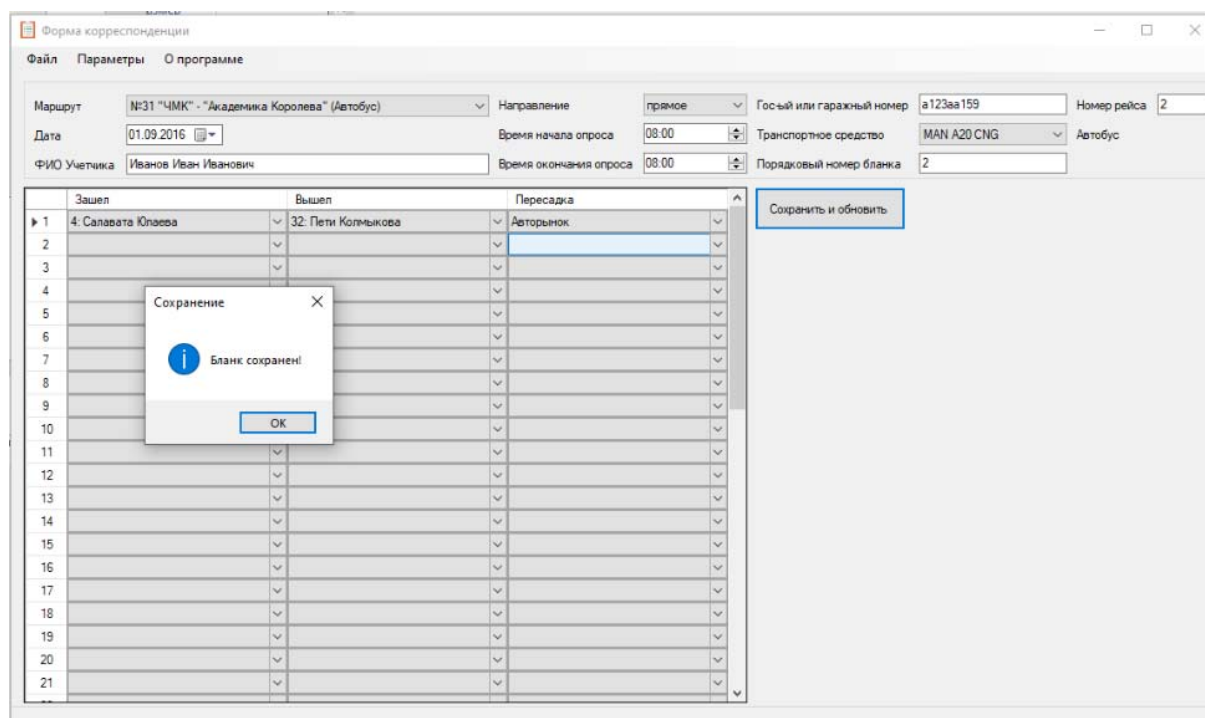 Форма корреспонденции
Файл Параметры О программе
Маршрут №31 "ЧМК" - "Академика Королева" (Автобус) Направление прямое Гос-ый или гаражный номер а123аа159 Номер рейса 2
Дата 01.09.2016 Время начала опроса 08:00 Транспортное средство MAN A20 CNG Автобус
ФИО Учетчика Иванов Иван Иванович Время окончания опроса 08:00 Порядковый номер бланка 2
Зашел Вышел Пересадка
Сохранить и обновить
1 4: Салавата Юлаева 32: Пети Колмыкова Авторынок
2
3
4
Сохранение
5
6
7 Бланк сохранен!
8
9
10 OK
11
12
13
14
15
16
17
18
19
20
21